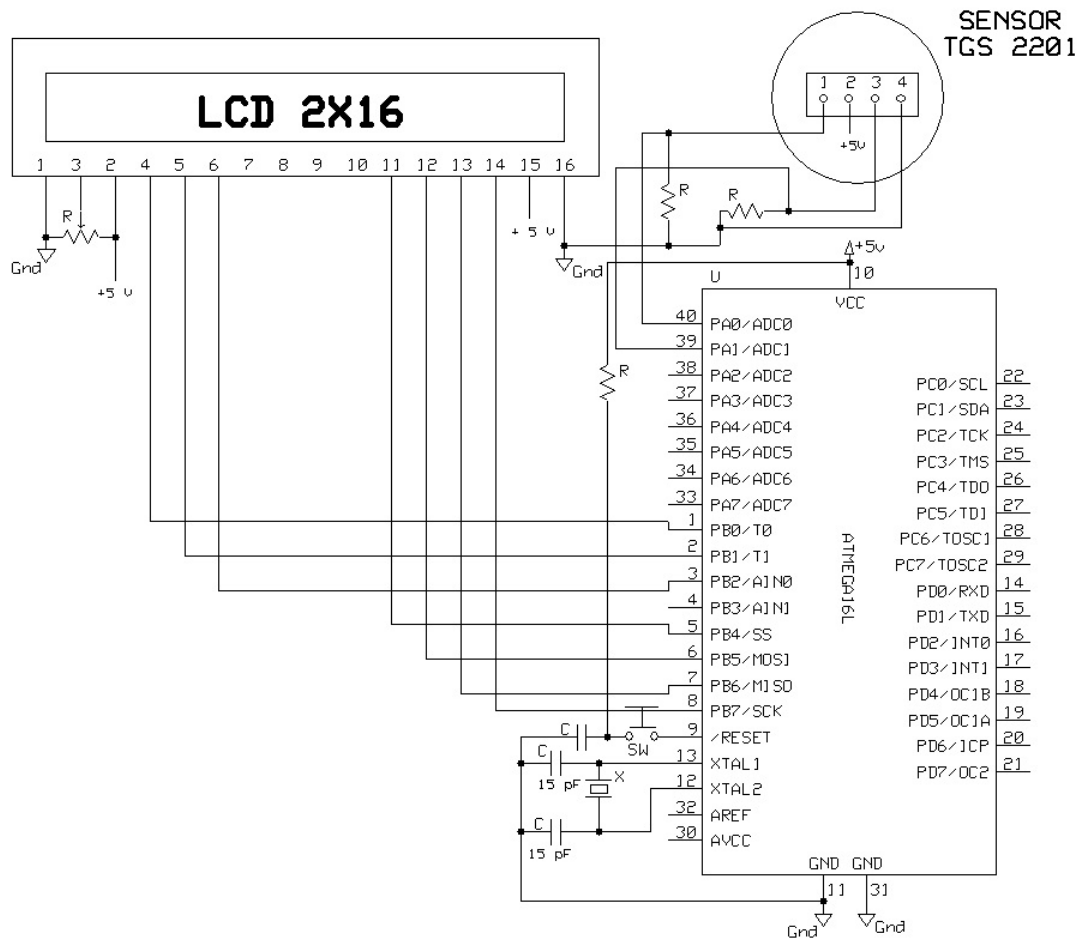 SENSOR
TGS 2201
LCD 2X16
1 2 3 4
+5v
1 3 2 4 5 6 7 8 9 10 11 12 13 14 15 16
R
R
R
Gnd
+5 v
+ 5 v
Gnd
+5v
U
10
VCC
40 PA0/ADC0
39 PA1/ADC1
38 PA2/ADC2
37 PA3/ADC3
36 PA4/ADC4
35 PA5/ADC5
34 PA6/ADC6
33 PA7/ADC7
R
1 PB0/T0
2 PB1/T1
3 PB2/AIN0
4 PB3/AIN1
5 PB4/SS
6 PB5/MOSI
7 PB6/MISO
8 PB7/SCK
9 /RESET
13 XTAL1
12 XTAL2
32 AREF
30 AVCC
ATMEGA16L
PC0/SCL 22
PC1/SDA 23
PC2/TCK 24
PC3/TMS 25
PC4/TDO 26
PC5/TDI 27
PC6/TOSC1 28
PC7/TOSC2 29
PD0/RXD 14
PD1/TXD 15
PD2/INT0 16
PD3/INT1 17
PD4/OC1B 18
PD5/OC1A 19
PD6/ICP 20
PD7/OC2 21
C
SW
C
15 pF
X
C
15 pF
GND GND
11 31
Gnd Gnd